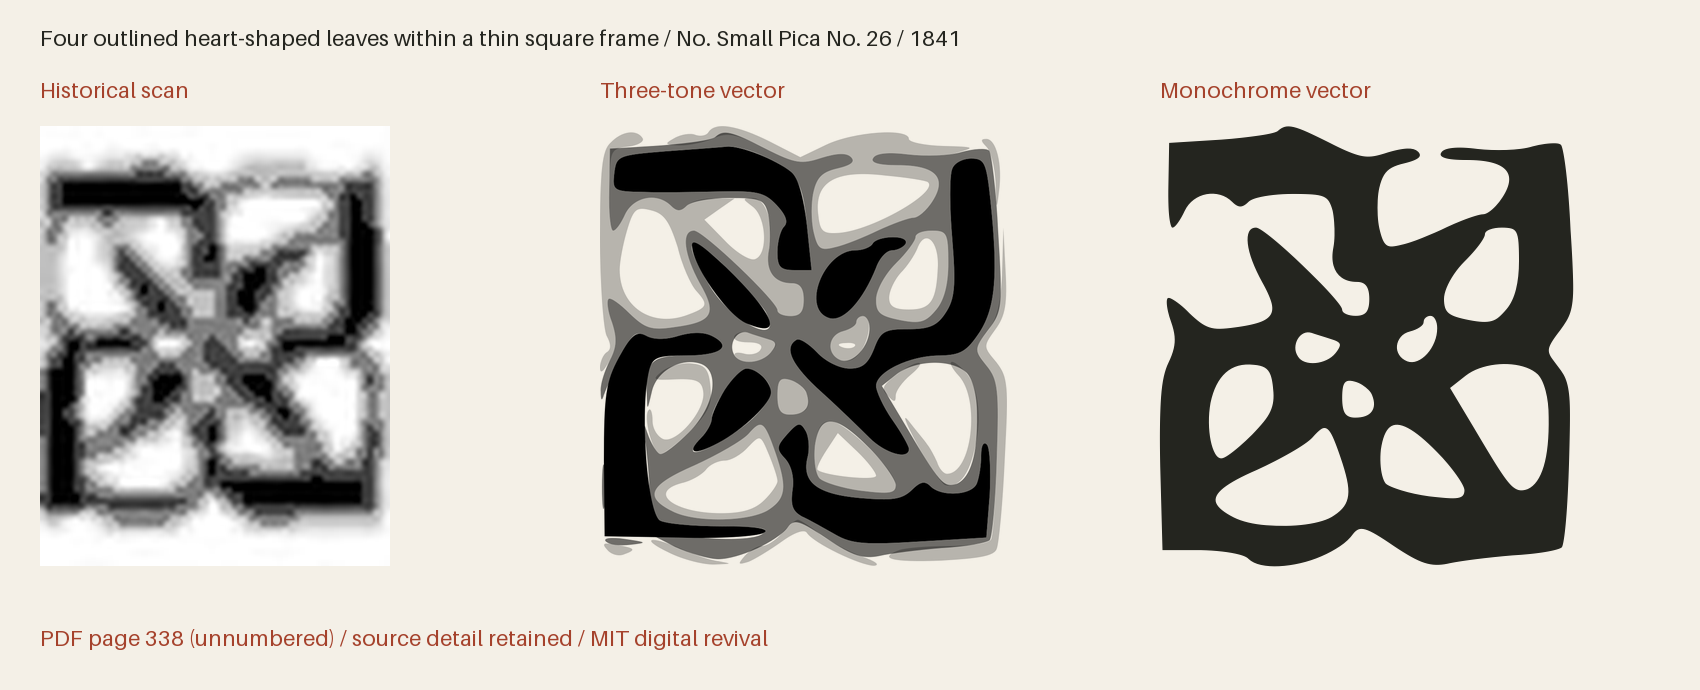 Four outlined heart-shaped leaves within a thin square frame / No. Small Pica No. 26 / 1841
Historical scan
Three-tone vector
Monochrome vector
PDF page 338 (unnumbered) / source detail retained / MIT digital revival